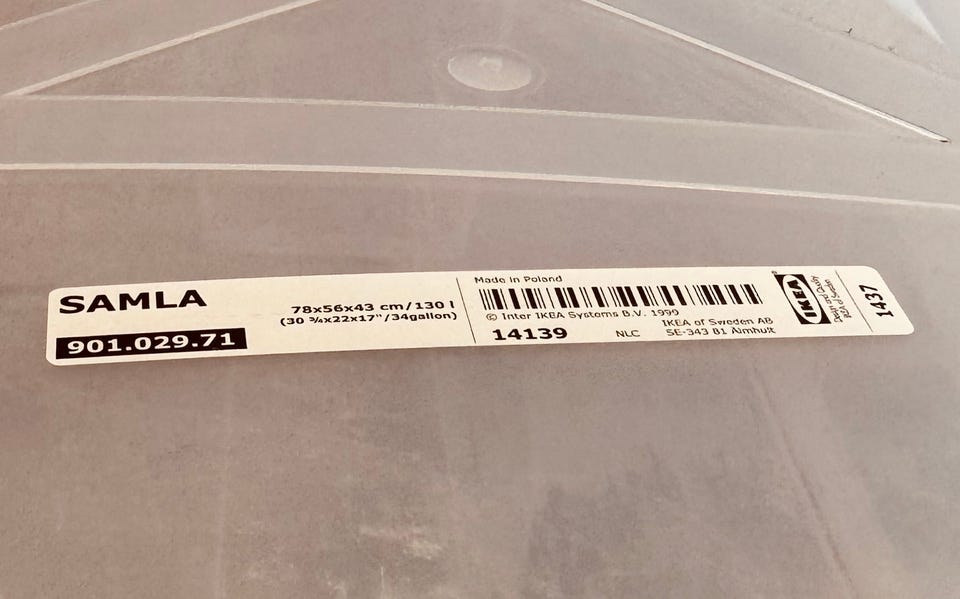 SAMLA
901.029.71
78x56x43 cm/130 l
(30 ¾x22x17"/34gallon)
Made in Poland
© Inter IKEA Systems B.V. 1999
14139
NLC
IKEA of Sweden AB
SE-343 81 Älmhult
IKEA
Design and Quality
IKEA of Sweden
1437